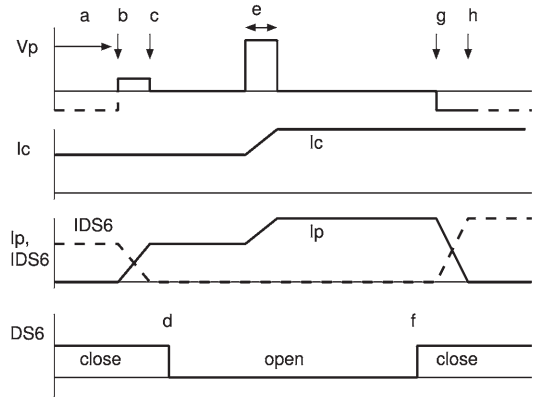 a b c e g h
Vp
Ic
Ic
IDS6
Ip,
IDS6
Ip
d f
DS6
close open close